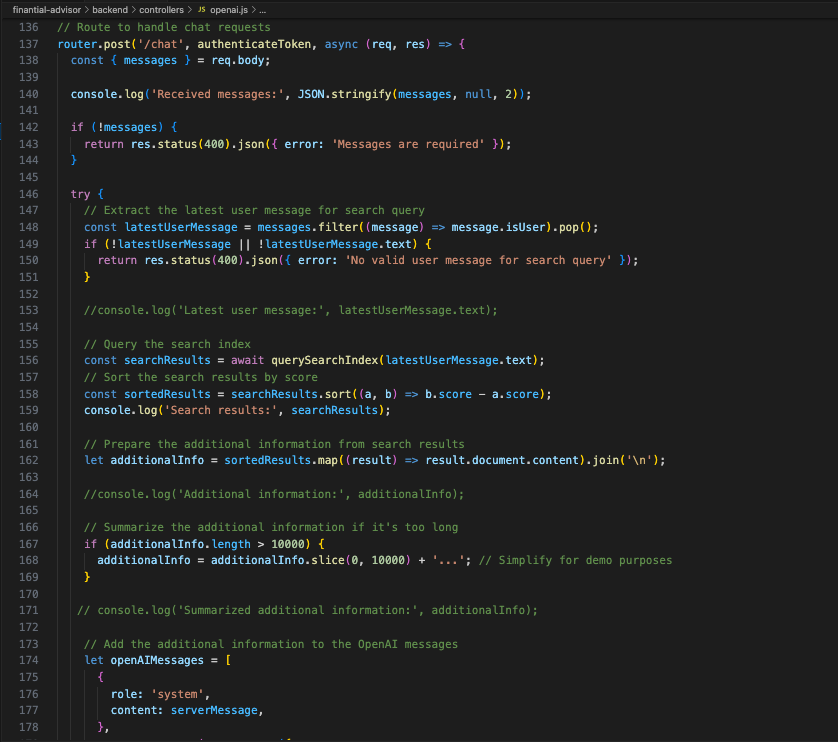 finantial-advisor > backend > controllers > JS openai.js > ...
136 // Route to handle chat requests
137 router.post('/chat', authenticateToken, async (req, res) => {
138   const { messages } = req.body;
139
140   console.log('Received messages:', JSON.stringify(messages, null, 2));
141
142   if (!messages) {
143     return res.status(400).json({ error: 'Messages are required' });
144   }
145
146   try {
147     // Extract the latest user message for search query
148     const latestUserMessage = messages.filter((message) => message.isUser).pop();
149     if (!latestUserMessage || !latestUserMessage.text) {
150       return res.status(400).json({ error: 'No valid user message for search query' });
151     }
152
153     //console.log('Latest user message:', latestUserMessage.text);
154
155     // Query the search index
156     const searchResults = await querySearchIndex(latestUserMessage.text);
157     // Sort the search results by score
158     const sortedResults = searchResults.sort((a, b) => b.score - a.score);
159     console.log('Search results:', searchResults);
160
161     // Prepare the additional information from search results
162     let additionalInfo = sortedResults.map((result) => result.document.content).join('\n');
163
164     //console.log('Additional information:', additionalInfo);
165
166     // Summarize the additional information if it's too long
167     if (additionalInfo.length > 10000) {
168       additionalInfo = additionalInfo.slice(0, 10000) + '...'; // Simplify for demo purposes
169     }
170
171    // console.log('Summarized additional information:', additionalInfo);
172
173     // Add the additional information to the OpenAI messages
174     let openAIMessages = [
175       {
176         role: 'system',
177         content: serverMessage,
178       },